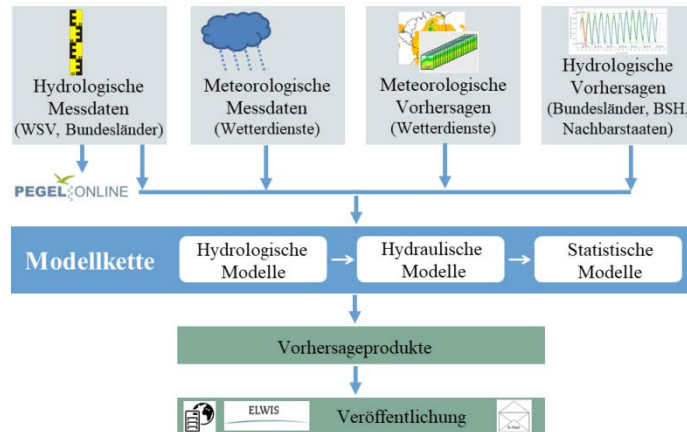 Hydrologische
Messdaten
(WSV, Bundesländer)
Meteorologische
Messdaten
(Wetterdienste)
Meteorologische
Vorhersagen
(Wetterdienste)
Hydrologische
Vorhersagen
(Bundesländer, BSH,
Nachbarstaaten)
PEGEL ONLINE
Modellkette
Hydrologische
Modelle
Hydraulische
Modelle
Statistische
Modelle
Vorhersageprodukte
ELWIS
Veröffentlichung